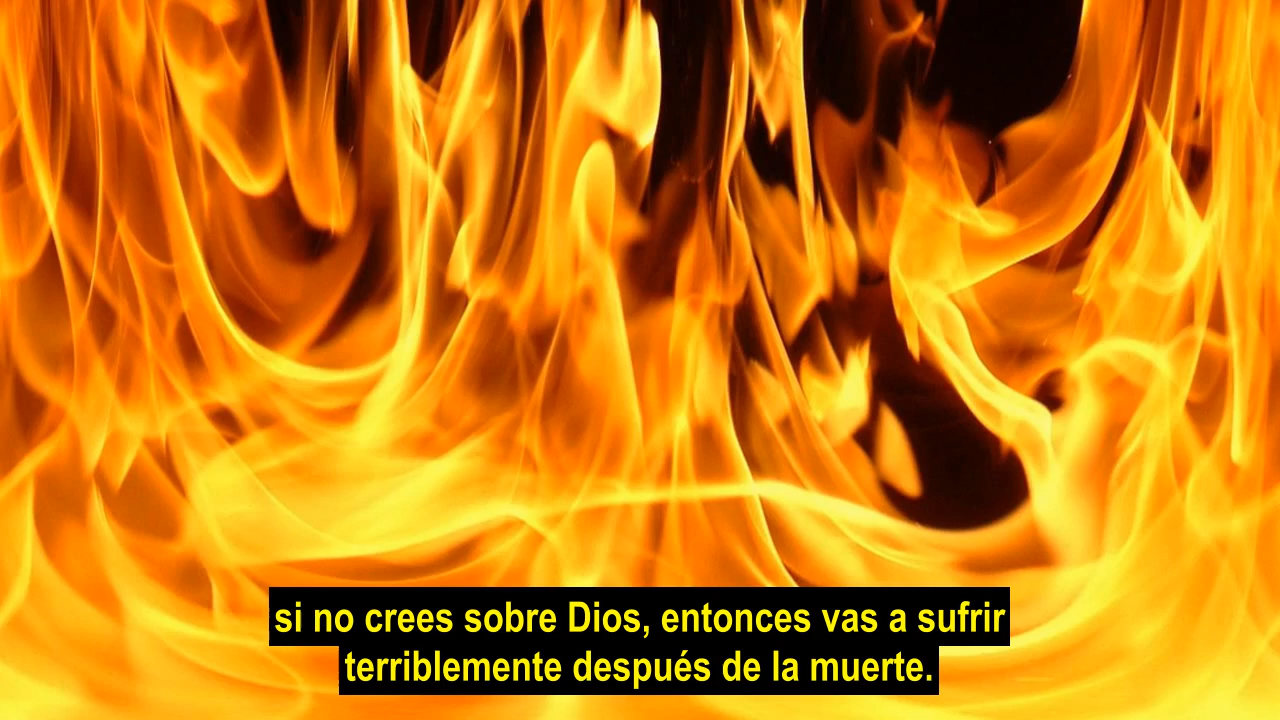 si no crees sobre Dios, entonces vas a sufrir
terriblemente después de la muerte.